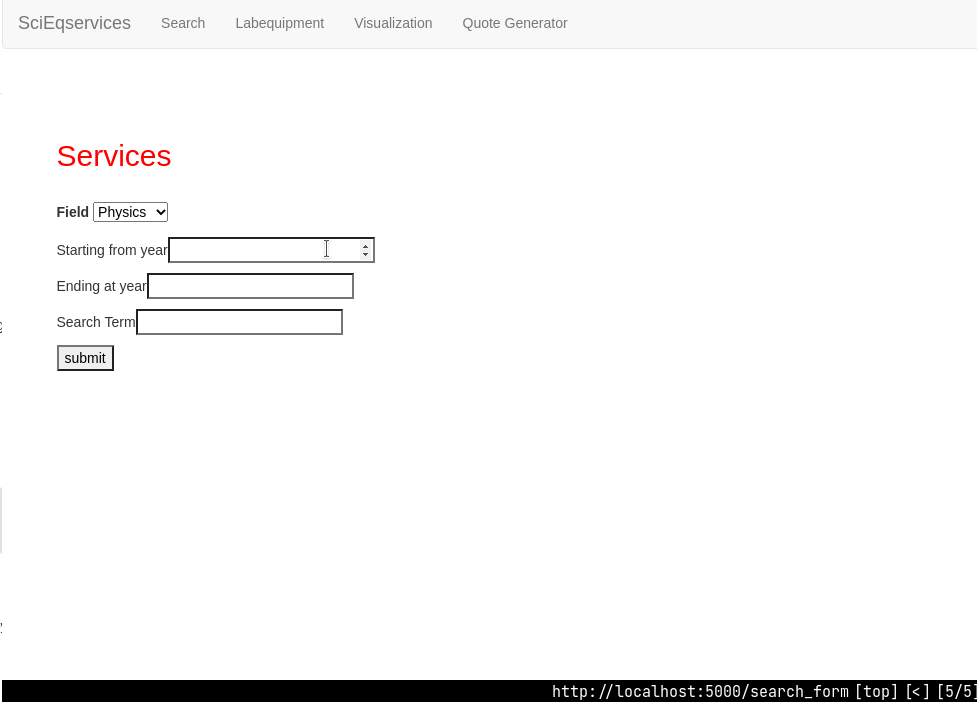 SciEqservices Search Labequipment Visualization Quote Generator
Services
Field Physics
Starting from year
Ending at year
Search Term
submit
http://localhost:5000/search_form [top] [<] [5/5]